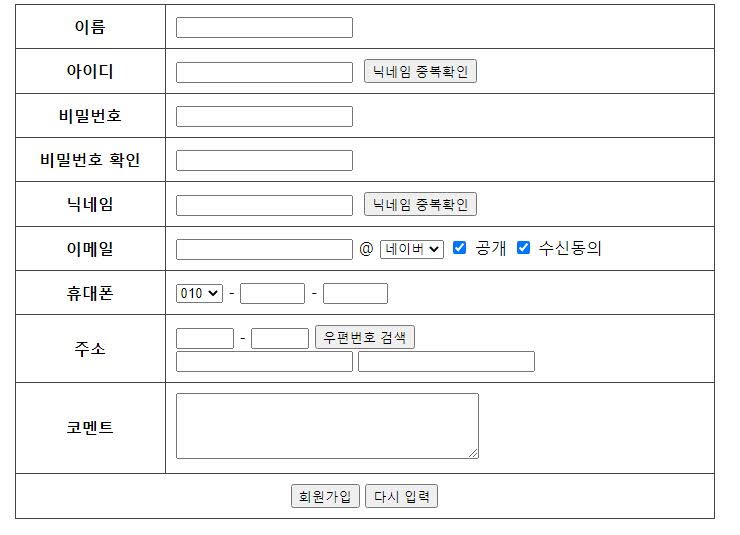 이름
아이디 닉네임 중복확인
비밀번호
비밀번호 확인
닉네임 닉네임 중복확인
이메일 @ 네이버 공개 수신동의
휴대폰 010 - -
주소 - 우편번호 검색
코멘트
회원가입 다시 입력